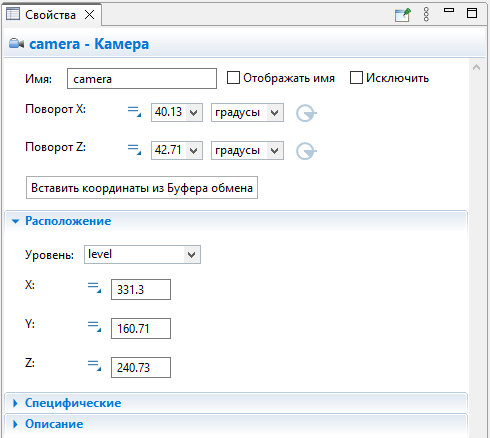 Свойства
camera - Камера
Имя: camera Отображать имя Исключить
Поворот X: 40.13 градусы
Поворот Z: 42.71 градусы
Вставить координаты из Буфера обмена
Расположение
Уровень: level
X: 331.3
Y: 160.71
Z: 240.73
Специфические
Описание